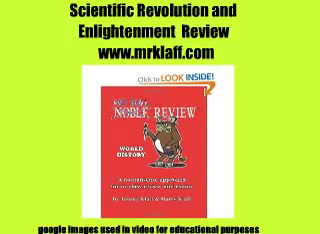 Scientific Revolution and
Enlightenment Review
www.mrklaff.com
Click to LOOK INSIDE!
NOBLE REVIEW
WORLD
HISTORY
google images used in video for educational purposes